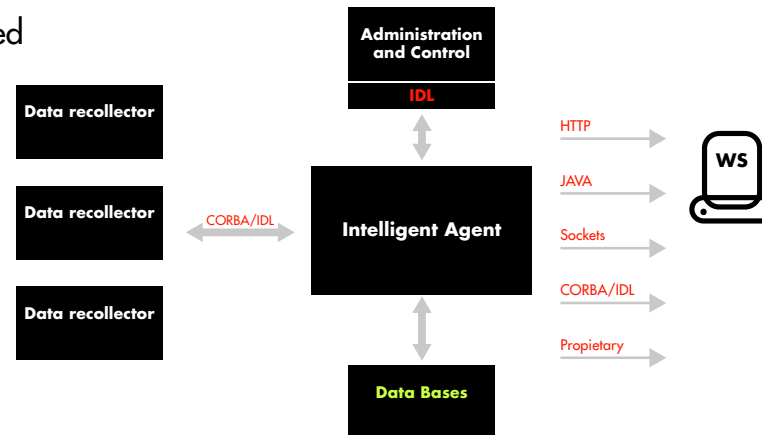 ed
Administration
and Control
IDL
Data recollector
Data recollector
Data recollector
CORBA/IDL
Intelligent Agent
Data Bases
HTTP
JAVA
Sockets
CORBA/IDL
Propietary
WS